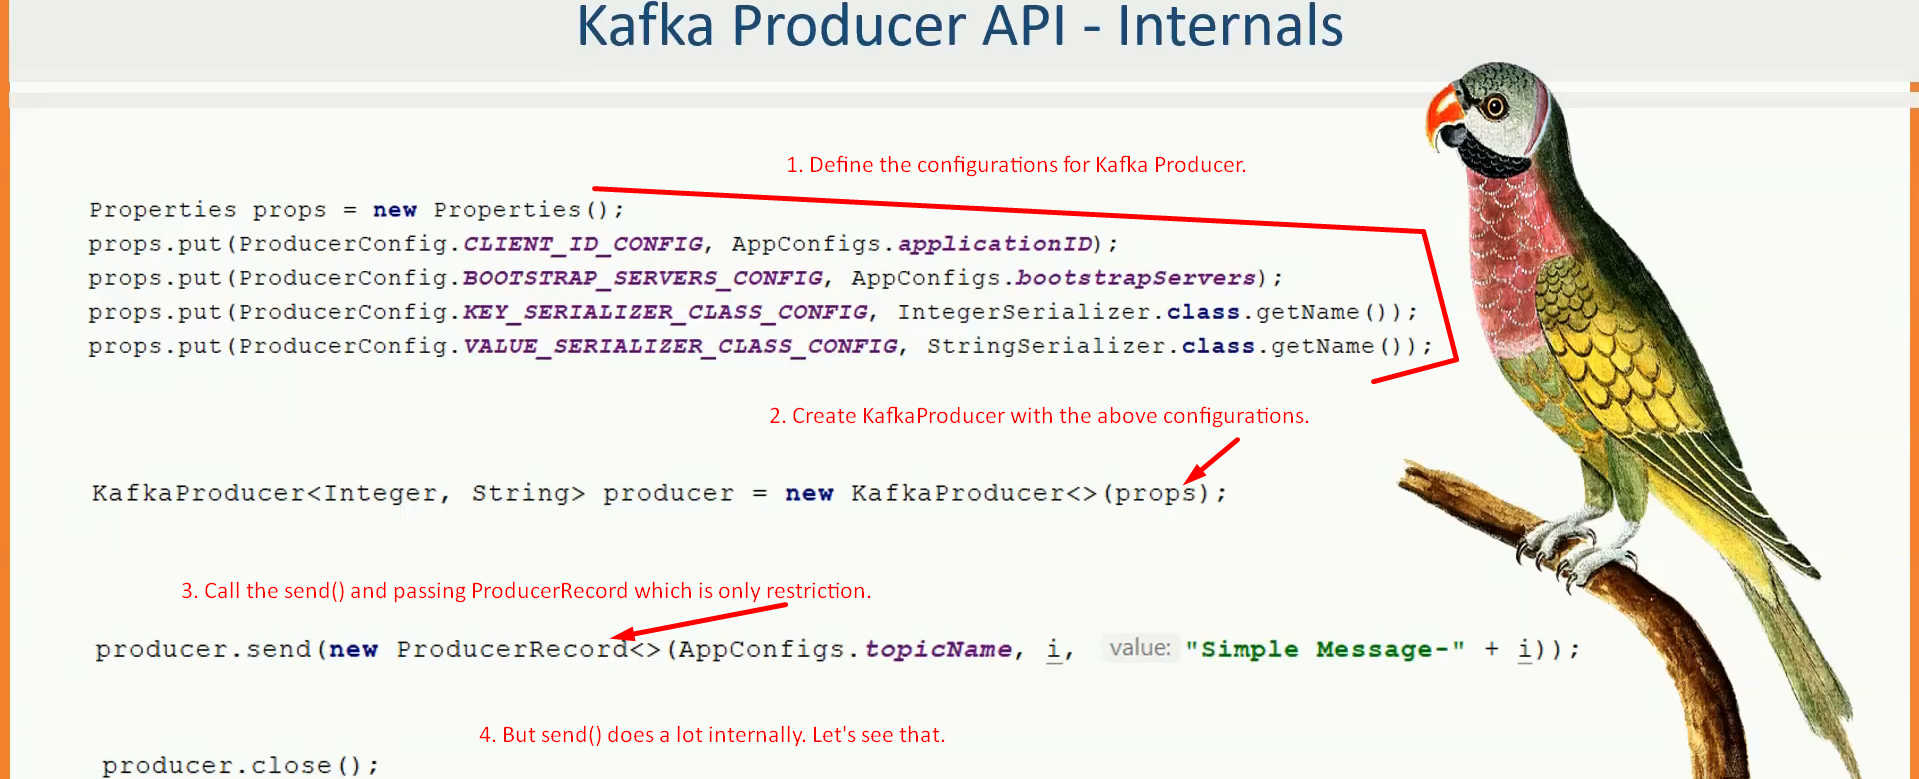 Kafka Producer API - Internals
1. Define the configurations for Kafka Producer.
Properties props = new Properties();
props.put(ProducerConfig.CLIENT_ID_CONFIG, AppConfigs.applicationID);
props.put(ProducerConfig.BOOTSTRAP_SERVERS_CONFIG, AppConfigs.bootstrapServers);
props.put(ProducerConfig.KEY_SERIALIZER_CLASS_CONFIG, IntegerSerializer.class.getName());
props.put(ProducerConfig.VALUE_SERIALIZER_CLASS_CONFIG, StringSerializer.class.getName());
2. Create KafkaProducer with the above configurations.
KafkaProducer<Integer, String> producer = new KafkaProducer<>(props);
3. Call the send() and passing ProducerRecord which is only restriction.
producer.send(new ProducerRecord<>(AppConfigs.topicName, i, value: "Simple Message-" + i));
4. But send() does a lot internally. Let's see that.
producer.close();